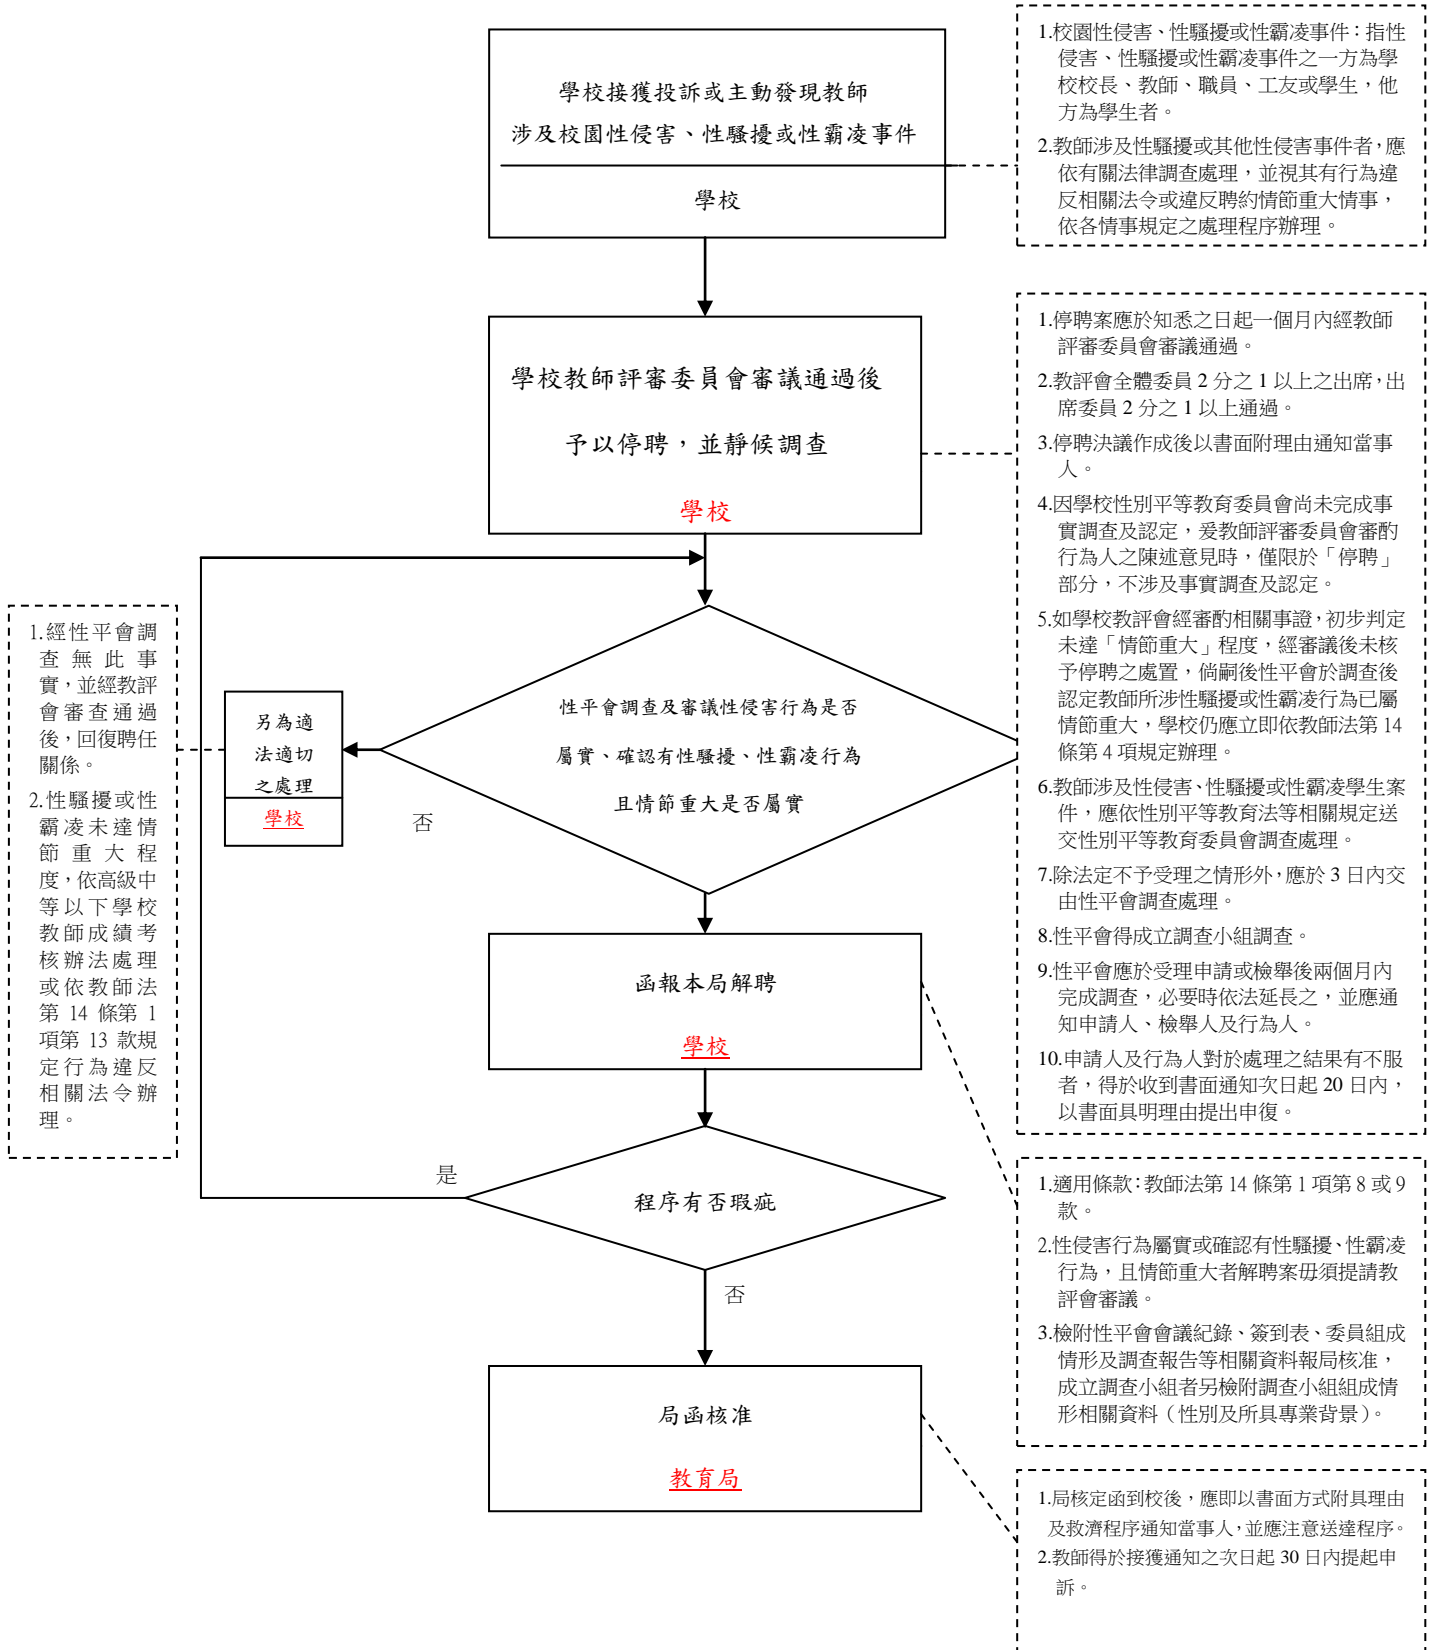 學校接獲投訴或主動發現教師
涉及校園性侵害、性騷擾或性霸凌事件
學校
1.校園性侵害、性騷擾或性霸凌事件：指性
侵害、性騷擾或性霸凌事件之一方為學
校校長、教師、職員、工友或學生，他
方為學生者。
2.教師涉及性騷擾或其他性侵害事件者，應
依有關法律調查處理，並視其有行為違
反相關法令或違反聘約情節重大情事，
依各情事規定之處理程序辦理。
學校教師評審委員會審議通過後
予以停聘，並靜候調查
學校
1.停聘案應於知悉之日起一個月內經教師
評審委員會審議通過。
2.教評會全體委員 2 分之 1 以上之出席，出
席委員 2 分之 1 以上通過。
3.停聘決議作成後以書面附理由通知當事
人。
4.因學校性別平等教育委員會尚未完成事
實調查及認定，爰教師評審委員會審酌
行為人之陳述意見時，僅限於「停聘」
部分，不涉及事實調查及認定。
5.如學校教評會經審酌相關事證，初步判定
未達「情節重大」程度，經審議後未核
予停聘之處置，倘嗣後性平會於調查後
認定教師所涉性騷擾或性霸凌行為已屬
情節重大，學校仍應立即依教師法第 14
條第 4 項規定辦理。
6.教師涉及性侵害、性騷擾或性霸凌學生案
件，應依性別平等教育法等相關規定送
交性別平等教育委員會調查處理。
7.除法定不予受理之情形外，應於 3 日內交
由性平會調查處理。
8.性平會得成立調查小組調查。
9.性平會應於受理申請或檢舉後兩個月內
完成調查，必要時依法延長之，並應通
知申請人、檢舉人及行為人。
10.申請人及行為人對於處理之結果有不服
者，得於收到書面通知次日起 20 日內，
以書面具明理由提出申復。
1.經性平會調
查無此事
實，並經教評
會審查通過
後，回復聘任
關係。
2.性騷擾或性
霸凌未達情
節重大程
度，依高級中
等以下學校
教師成績考
核辦法處理
或依教師法
第 14 條第 1
項第 13 款規
定行為違反
相關法令辦
理。
另為適
法適切
之處理
學校
否
性平會調查及審議性侵害行為是否
屬實、確認有性騷擾、性霸凌行為
且情節重大是否屬實
函報本局解聘
學校
是
程序有否瑕疵
否
1.適用條款：教師法第 14 條第 1 項第 8 或 9
款。
2.性侵害行為屬實或確認有性騷擾、性霸凌
行為，且情節重大者解聘案毋須提請教
評會審議。
3.檢附性平會會議紀錄、簽到表、委員組成
情形及調查報告等相關資料報局核准，
成立調查小組者另檢附調查小組組成情
形相關資料（性別及所具專業背景）。
局函核准
教育局
1.局核定函到校後，應即以書面方式附具理由
及救濟程序通知當事人，並應注意送達程序。
2.教師得於接獲通知之次日起 30 日內提起申
訴。